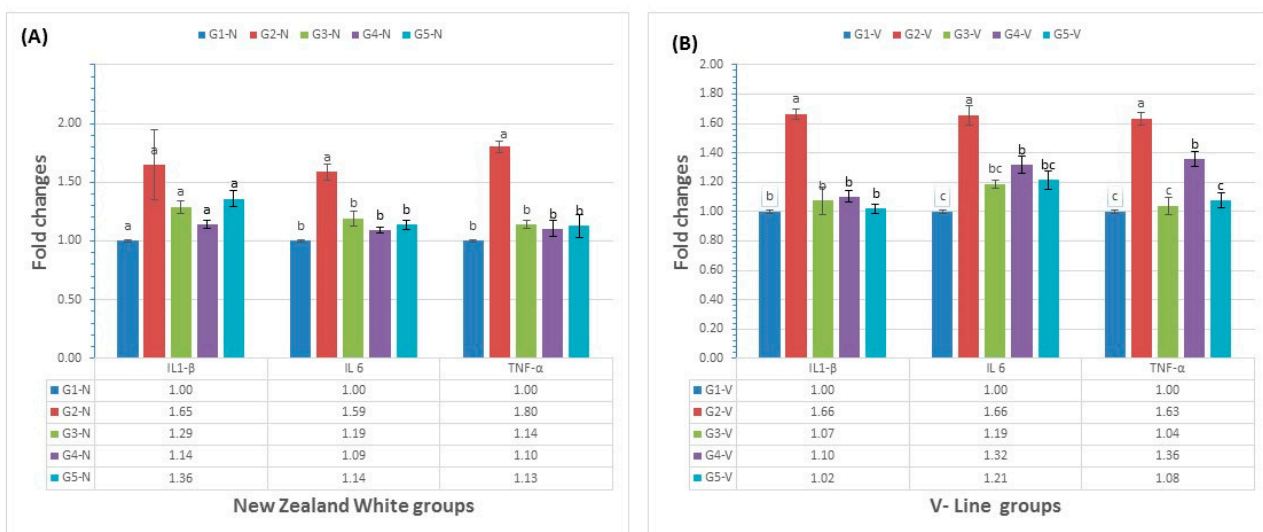 (A)
G1-N G2-N G3-N G4-N G5-N
Fold changes
2.00
1.50
1.00
0.50
0.00
a a a a a
b a b b b
b a b b b
IL1-β IL 6 TNF-α
G1-N 1.00 1.00 1.00
G2-N 1.65 1.59 1.80
G3-N 1.29 1.19 1.14
G4-N 1.14 1.09 1.10
G5-N 1.36 1.14 1.13
New Zealand White groups
(B)
G1-V G2-V G3-V G4-V G5-V
Fold changes
2.00
1.80
1.60
1.40
1.20
1.00
0.80
0.60
0.40
0.20
0.00
b a b b b
c a bc b bc
c a c b c
IL1-β IL 6 TNF-α
G1-V 1.00 1.00 1.00
G2-V 1.66 1.66 1.63
G3-V 1.07 1.19 1.04
G4-V 1.10 1.32 1.36
G5-V 1.02 1.21 1.08
V- Line groups